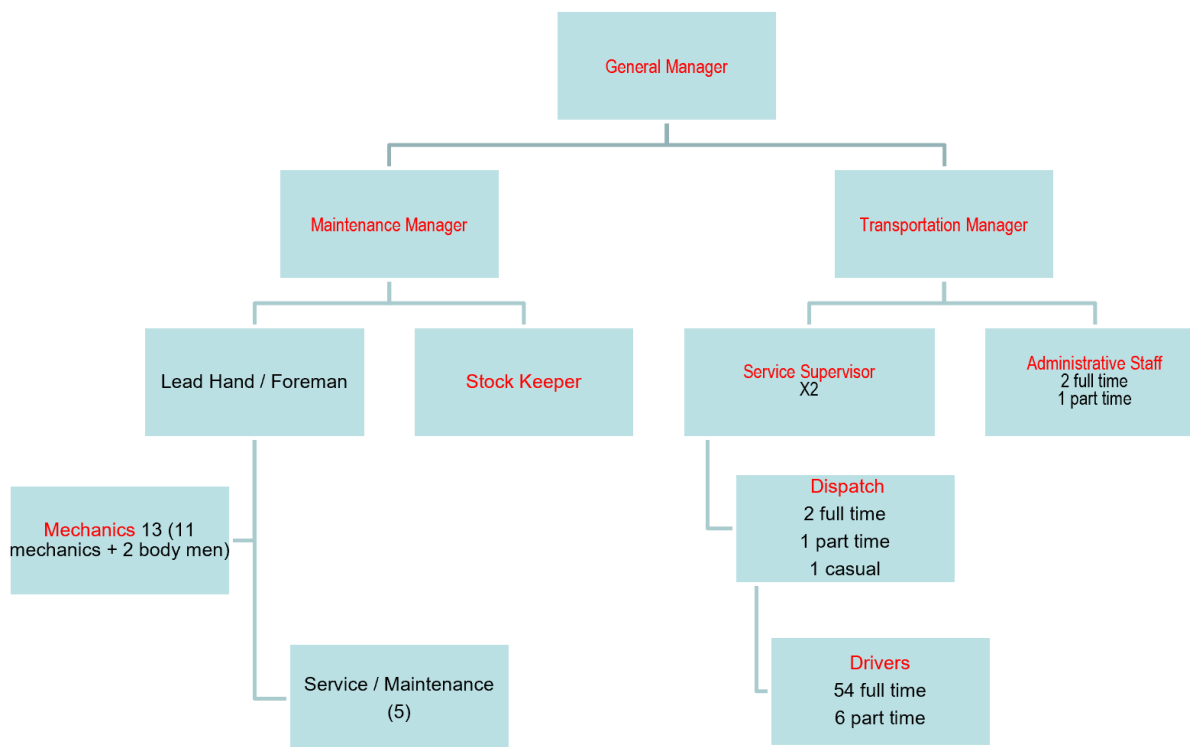 General Manager
Maintenance Manager
Transportation Manager
Lead Hand / Foreman
Stock Keeper
Service Supervisor
X2
Administrative Staff
2 full time
1 part time
Mechanics 13 (11
mechanics + 2 body men)
Dispatch
2 full time
1 part time
1 casual
Service / Maintenance
(5)
Drivers
54 full time
6 part time